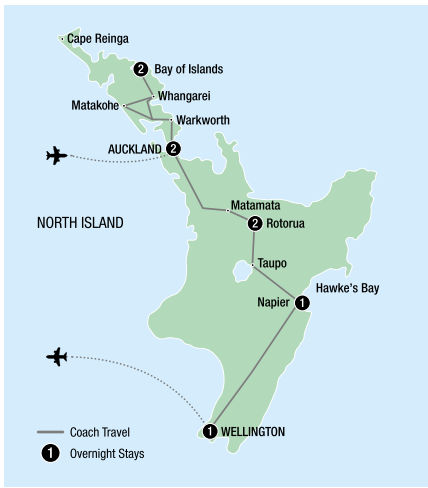 Cape Reinga
2 Bay of Islands
Whangarei
Matakohe
Warkworth
AUCKLAND 2
NORTH ISLAND
Matamata
2 Rotorua
Taupo
Hawke's Bay
Napier 1
1 WELLINGTON
Coach Travel
1 Overnight Stays